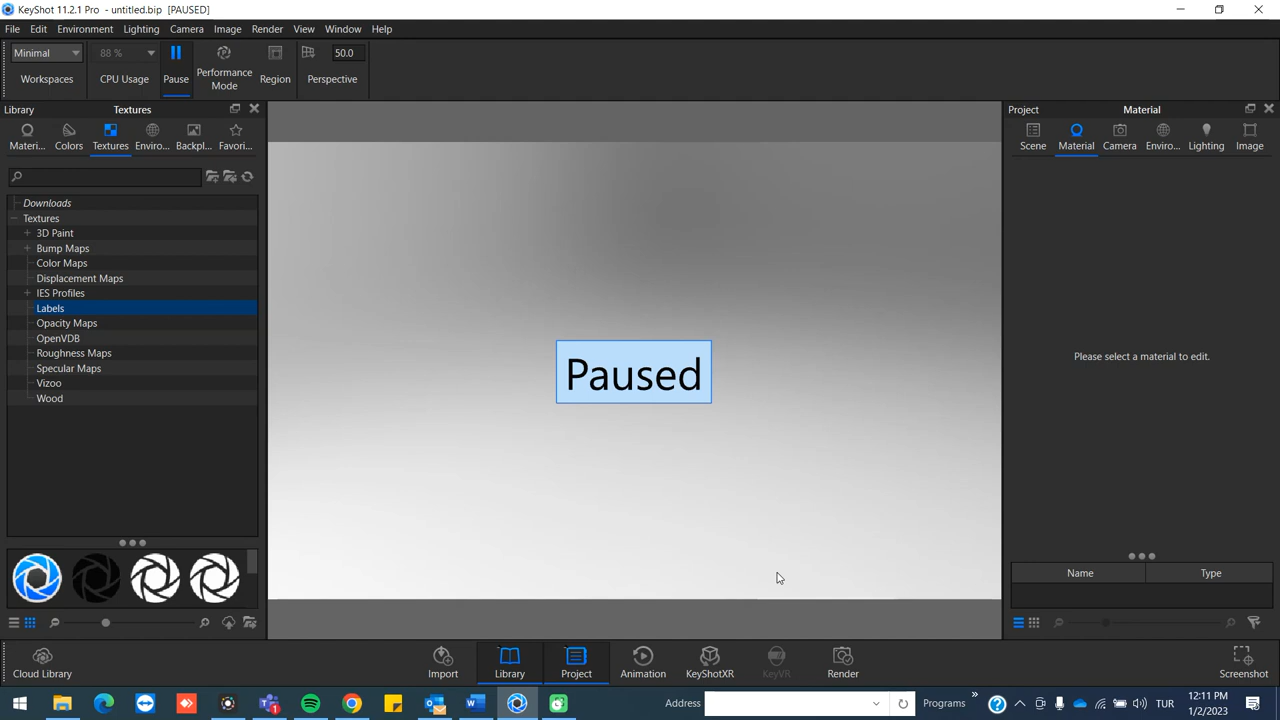 KeyShot 11.2.1 Pro - untitled.bip [PAUSED]
File Edit Environment Lighting Camera Image Render View Window Help
Minimal 88 % 50.0
Workspaces CPU Usage Pause Performance Mode Region Perspective
Library Textures
Materi... Colors Textures Enviro... Backpl... Favori...
Downloads
Textures
3D Paint
Bump Maps
Color Maps
Displacement Maps
IES Profiles
Labels
Opacity Maps
OpenVDB
Roughness Maps
Specular Maps
Vizoo
Wood
Paused
Project Material
Scene Material Camera Enviro... Lighting Image
Please select a material to edit.
Name Type
Cloud Library Import Library Project Animation KeyShotXR KeyVR Render Screenshot
Address Programs » TUR 12:11 PM
1/2/2023